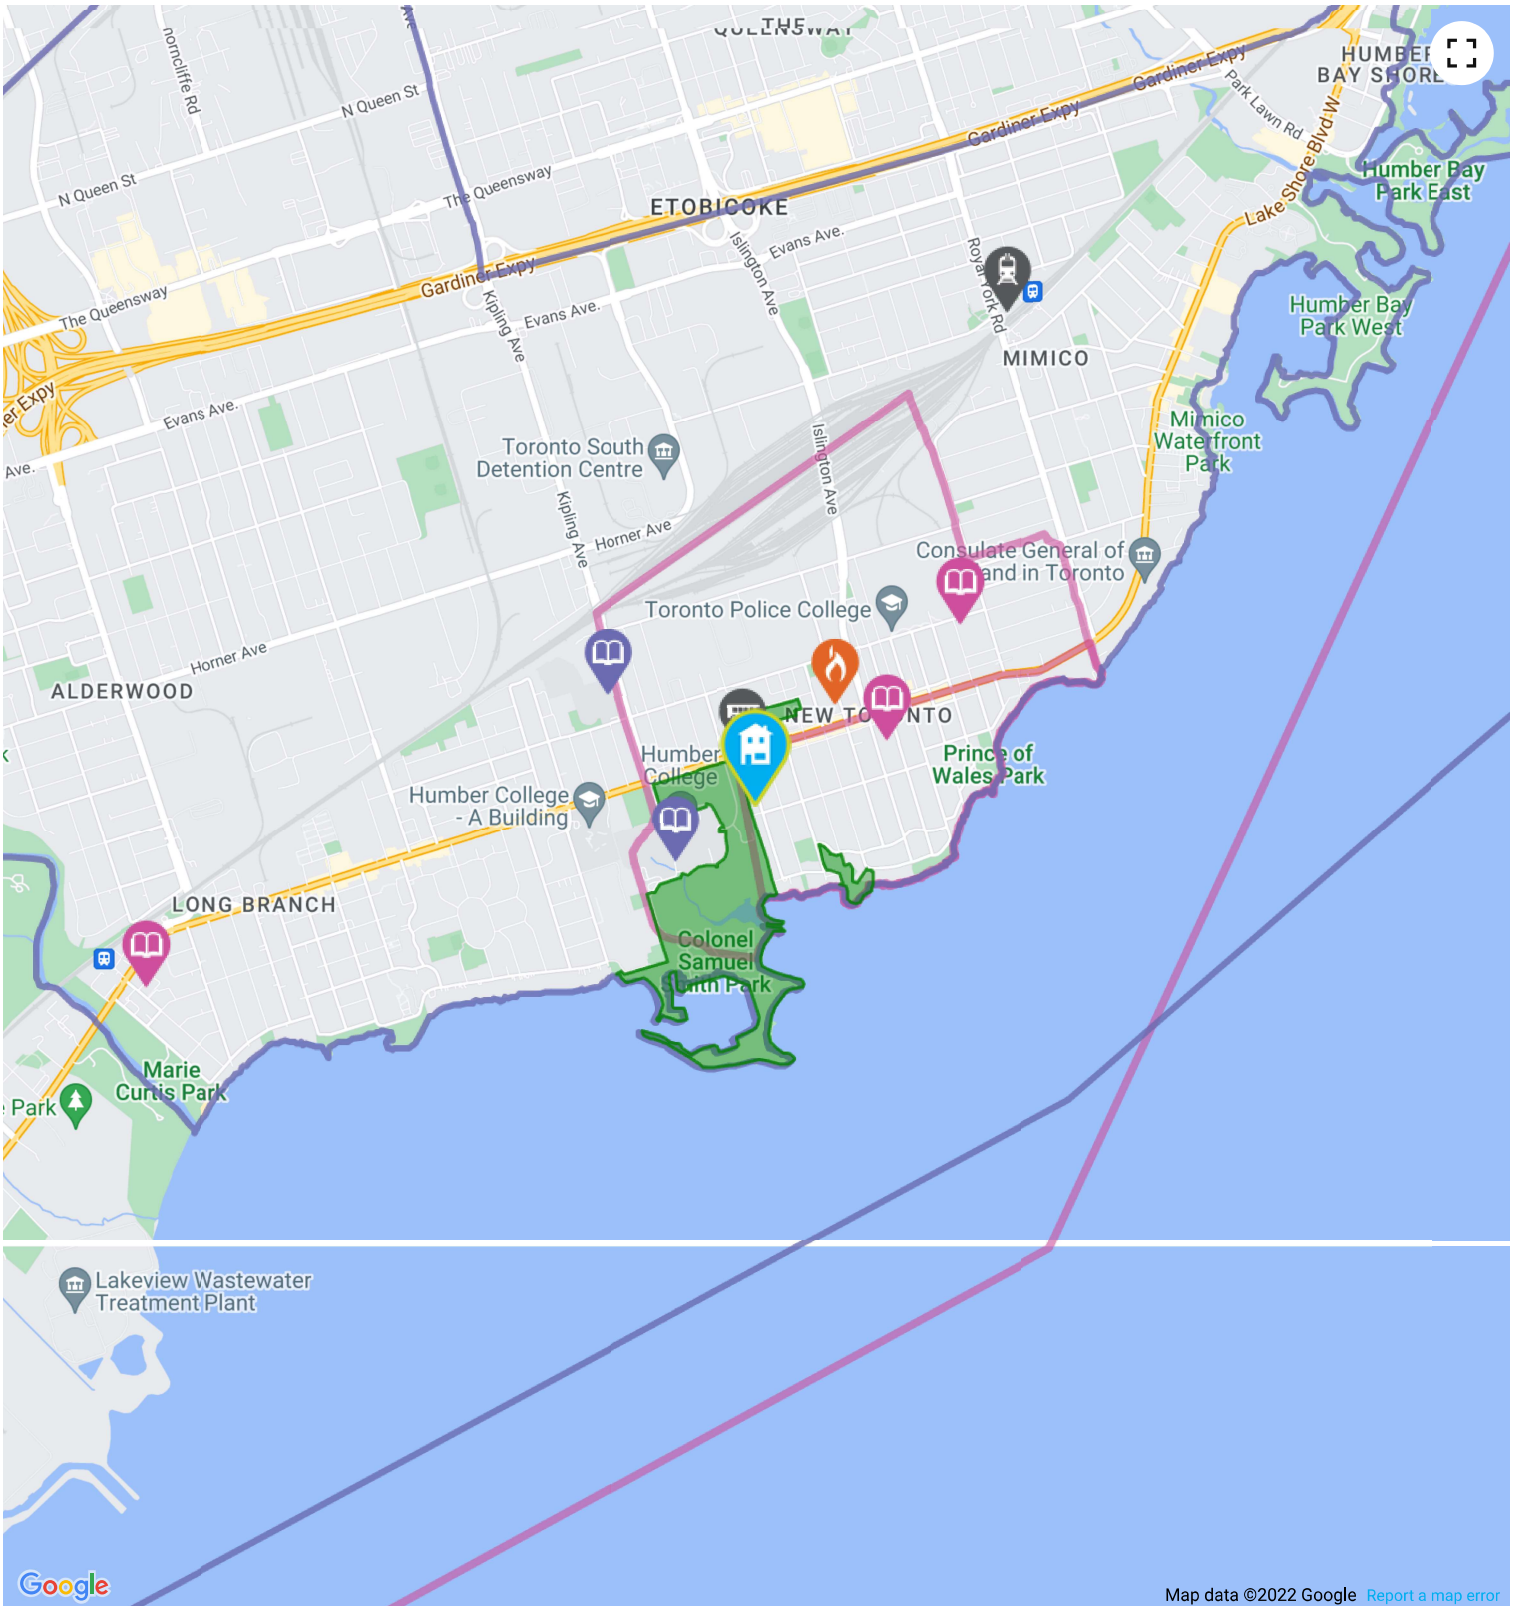 THE
QUEENSWAY
HUMBER
BAY SHORE
norncliffe Rd
Ave
N Queen St
Gardiner Expy
Park Lawn Rd
Gardiner Expy
Lake Shore Blvd W
Humber Bay
Park East
N Queen St
The Queensway
ETOBICOKE
Islington Ave
Evans Ave.
Royal York Rd
Gardiner Expy
The Queensway
Kipling Ave
Evans Ave.
Humber Bay
Park West
MIMICO
er Expy
Evans Ave.
Mimico
Waterfront
Park
Ave.
Toronto South
Detention Centre
Islington Ave
Kipling Ave
Horner Ave
Consulate General of
and in Toronto
Toronto Police College
Horner Ave
ALDERWOOD
NEW TORONTO
Prince of
Wales Park
Humber
College
Humber College
- A Building
LONG BRANCH
Colonel
Samuel
Smith Park
Marie
Curtis Park
Park
Lakeview Wastewater
Treatment Plant
Google
Map data ©2022 Google
Report a map error